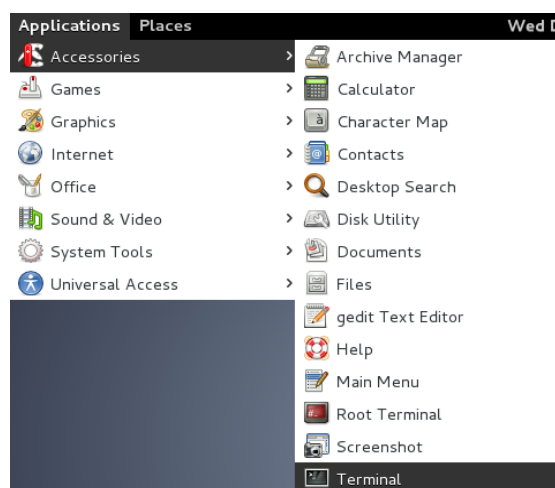 Applications Places Wed D
Accessories
Games
Graphics
Internet
Office
Sound & Video
System Tools
Universal Access
Archive Manager
Calculator
Character Map
Contacts
Desktop Search
Disk Utility
Documents
Files
gedit Text Editor
Help
Main Menu
Root Terminal
Screenshot
Terminal